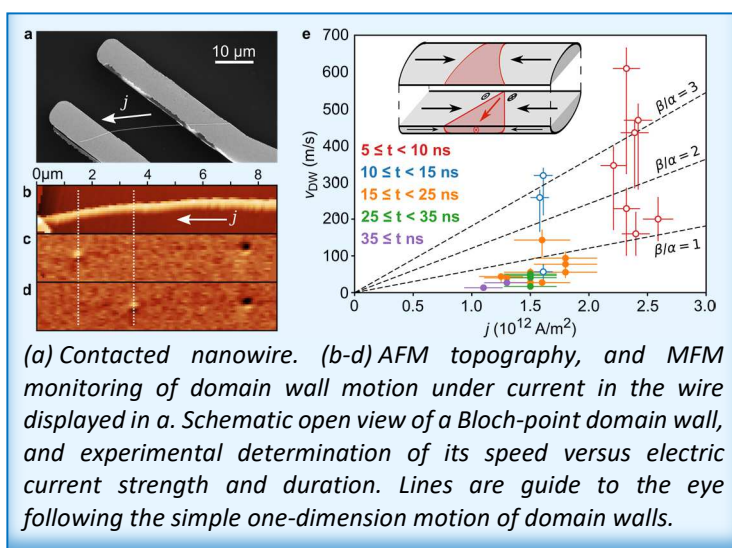 a
10 μm
j
0μm 2 4 6 8
b
j
c
d
e
700
600
500
400
300
200
100
0
v_DW (m/s)
5 ≤ t < 10 ns
10 ≤ t < 15 ns
15 ≤ t < 25 ns
25 ≤ t < 35 ns
35 ≤ t ns
β/α = 3
β/α = 2
β/α = 1
0 0.5 1.0 1.5 2.0 2.5 3.0
j (10¹² A/m²)
(a) Contacted nanowire. (b-d) AFM topography, and MFM
monitoring of domain wall motion under current in the wire
displayed in a. Schematic open view of a Bloch-point domain wall,
and experimental determination of its speed versus electric
current strength and duration. Lines are guide to the eye
following the simple one-dimension motion of domain walls.